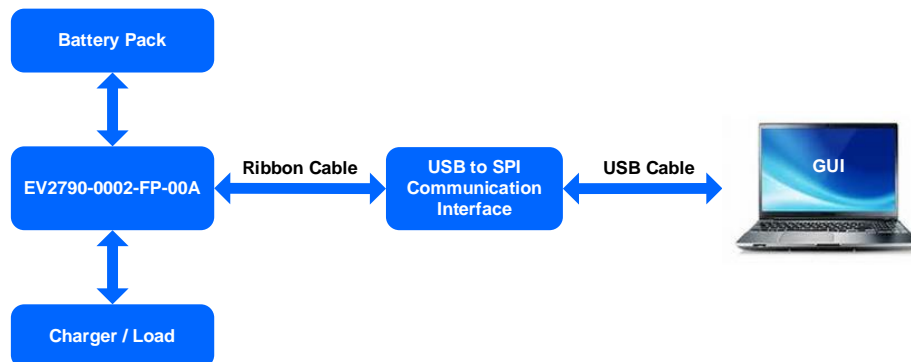 Battery Pack
EV2790-0002-FP-00A
Ribbon Cable
USB to SPI
Communication
Interface
USB Cable
GUI
Charger / Load